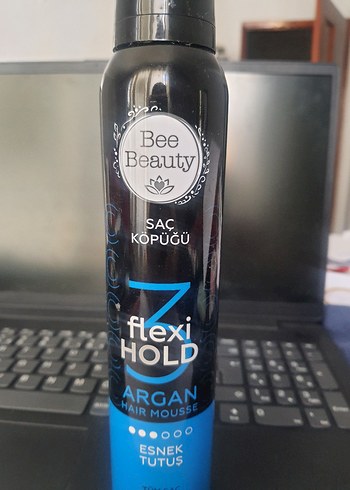 Bee
Beauty
SAÇ
KÖPÜĞÜ
3
flexi
HOLD
ARGAN
HAIR MOUSSE
ESNEK
TUTUŞ